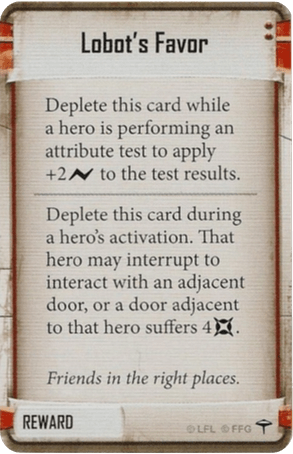 Lobot's Favor
Deplete this card while
a hero is performing an
attribute test to apply
+2 to the test results.
Deplete this card during
a hero's activation. That
hero may interrupt to
interact with an adjacent
door, or a door adjacent
to that hero suffers 4.
Friends in the right places.
REWARD
© LFL © FFG